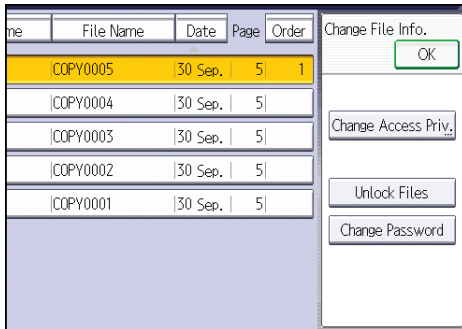 me File Name Date Page Order
COPY0005 30 Sep. 5 1
COPY0004 30 Sep. 5
COPY0003 30 Sep. 5
COPY0002 30 Sep. 5
COPY0001 30 Sep. 5
Change File Info.
OK
Change Access Priv.
Unlock Files
Change Password